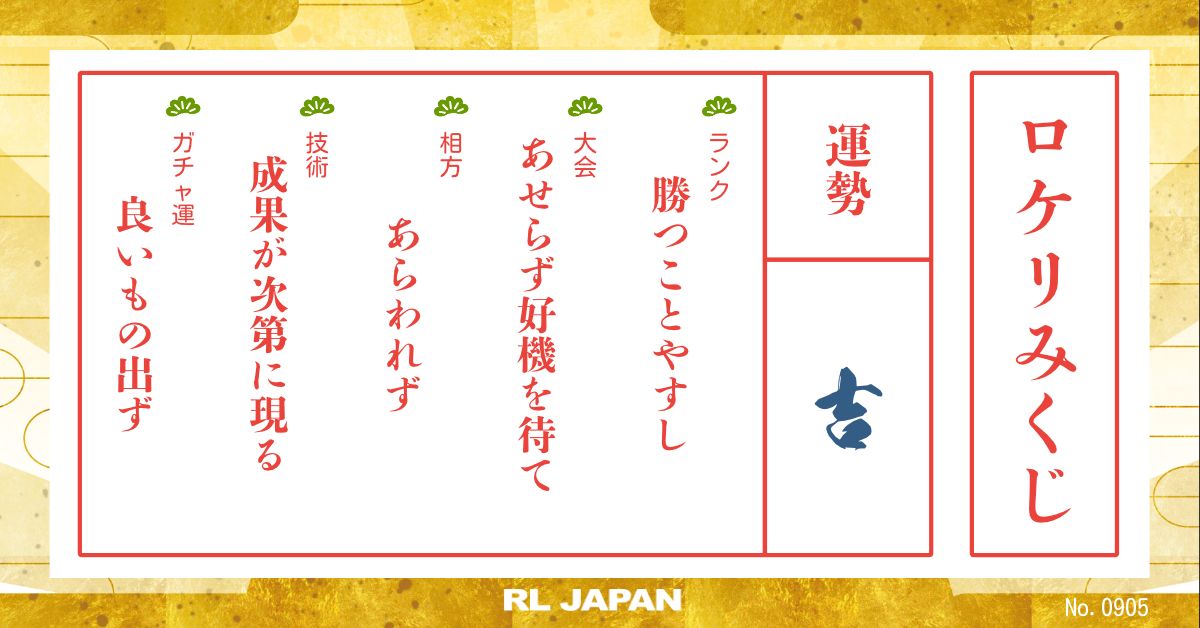 ロケリみくじ
運勢
吉
ランク
勝つことやすし
大会
あせらず好機を待て
相方
あらわれず
技術
成果が次第に現る
ガチャ運
良いもの出ず
RL JAPAN
No. 0905